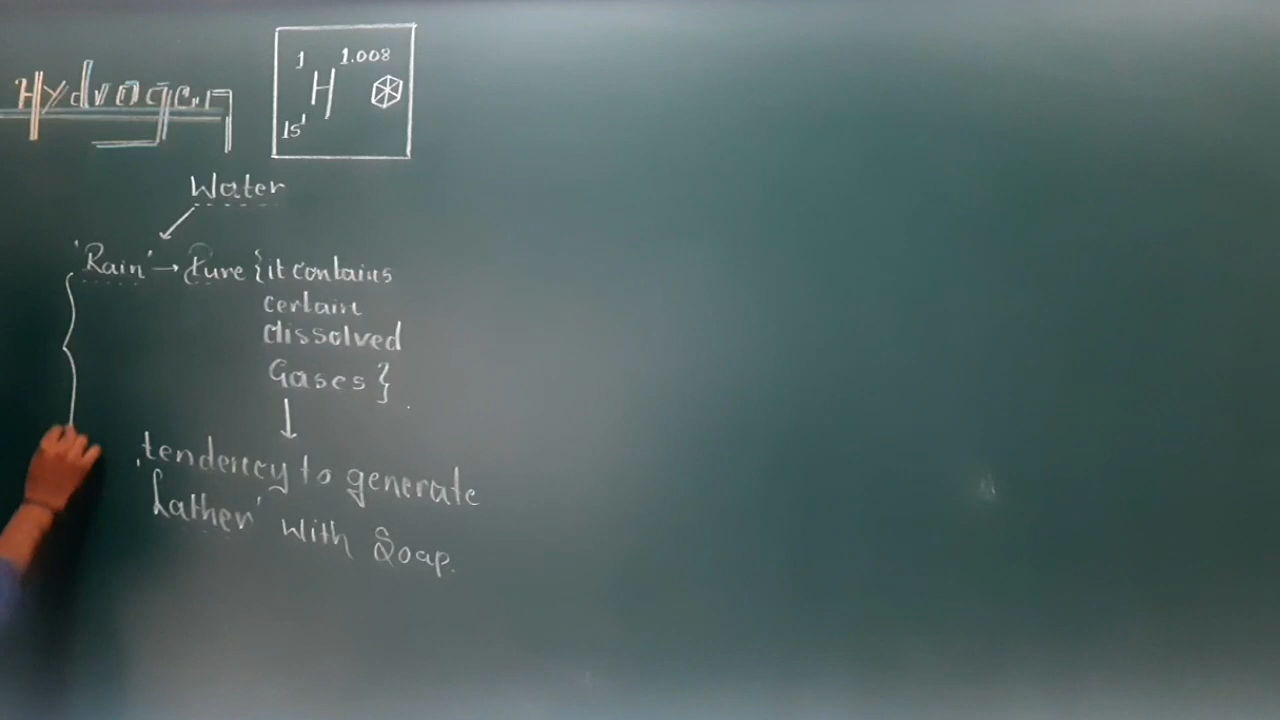 Hydrogen
1 1.008
H
1s¹
Water
'Rain' → Pure {it contains
certain
dissolved
Gases}
↓
tendency to generate
'Lather' with Soap.